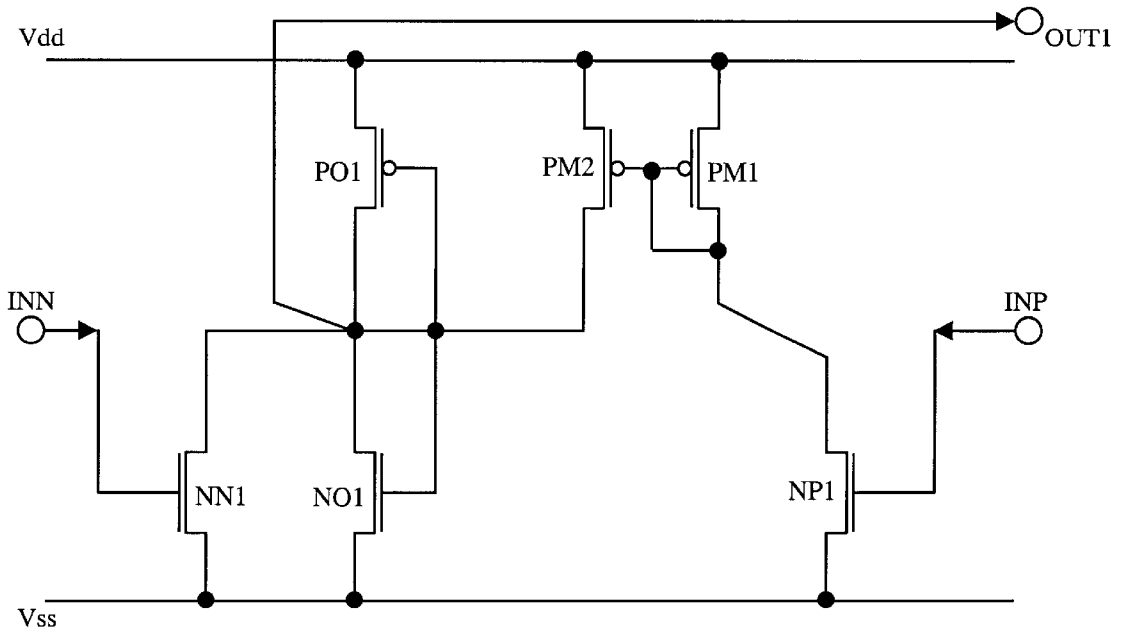 Vdd
OUT1
PO1
PM2
PM1
INN
INP
NN1
NO1
NP1
Vss